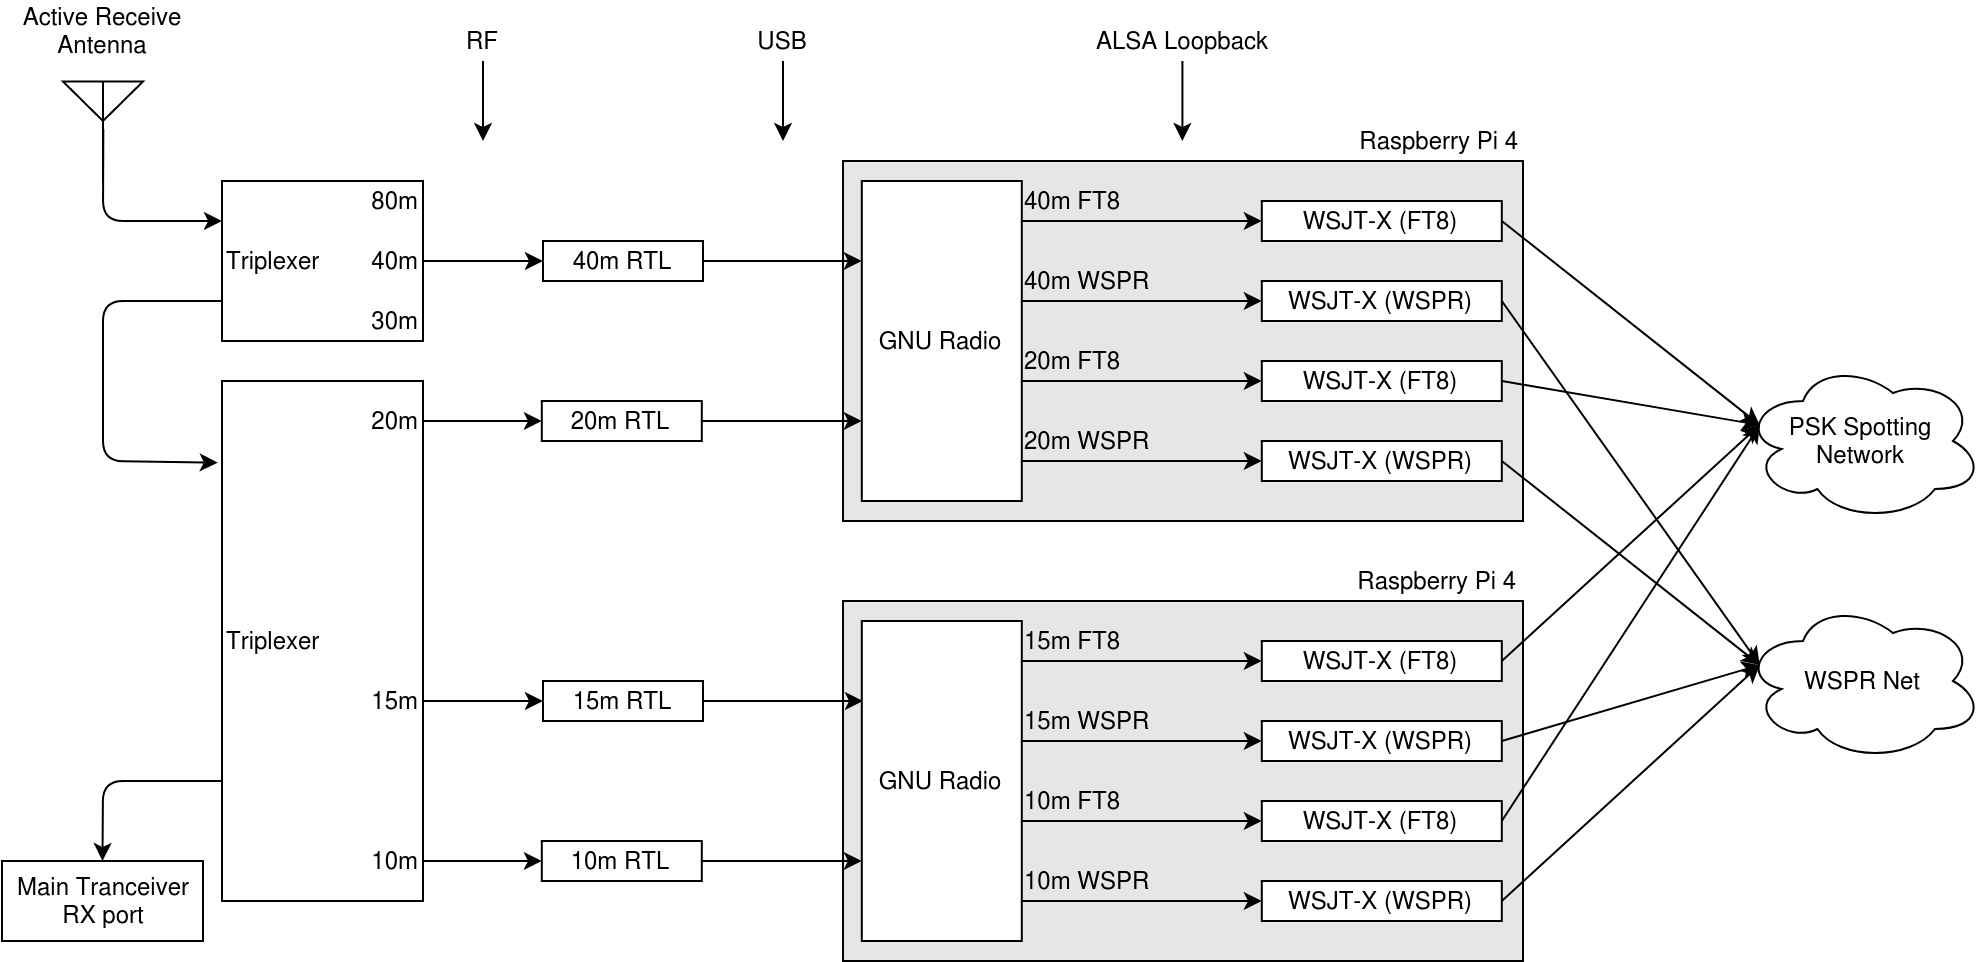 Active Receive
Antenna
RF
USB
ALSA Loopback
Raspberry Pi 4
Triplexer
80m
40m
30m
40m RTL
GNU Radio
40m FT8
WSJT-X (FT8)
40m WSPR
WSJT-X (WSPR)
20m FT8
WSJT-X (FT8)
20m WSPR
WSJT-X (WSPR)
20m
20m RTL
PSK Spotting
Network
Raspberry Pi 4
Triplexer
15m
10m
15m RTL
10m RTL
GNU Radio
15m FT8
WSJT-X (FT8)
15m WSPR
WSJT-X (WSPR)
10m FT8
WSJT-X (FT8)
10m WSPR
WSJT-X (WSPR)
WSPR Net
Main Tranceiver
RX port